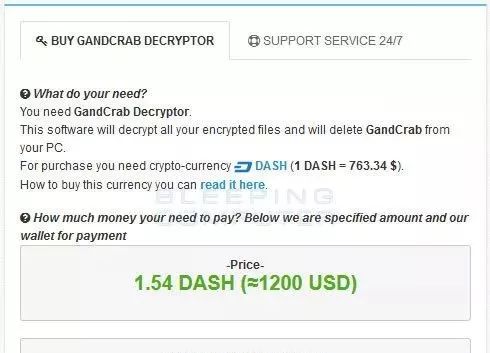 BUY GANDCRAB DECRYPTOR
SUPPORT SERVICE 24/7
What do your need?
You need GandCrab Decryptor.
This software will decrypt all your encrypted files and will delete GandCrab from
your PC.
For purchase you need crypto-currency DASH (1 DASH = 763.34 $).
How to buy this currency you can read it here.
BLEEPING
COMPUTER
How much money your need to pay? Below we are specified amount and our
wallet for payment
-Price-
1.54 DASH (≈1200 USD)